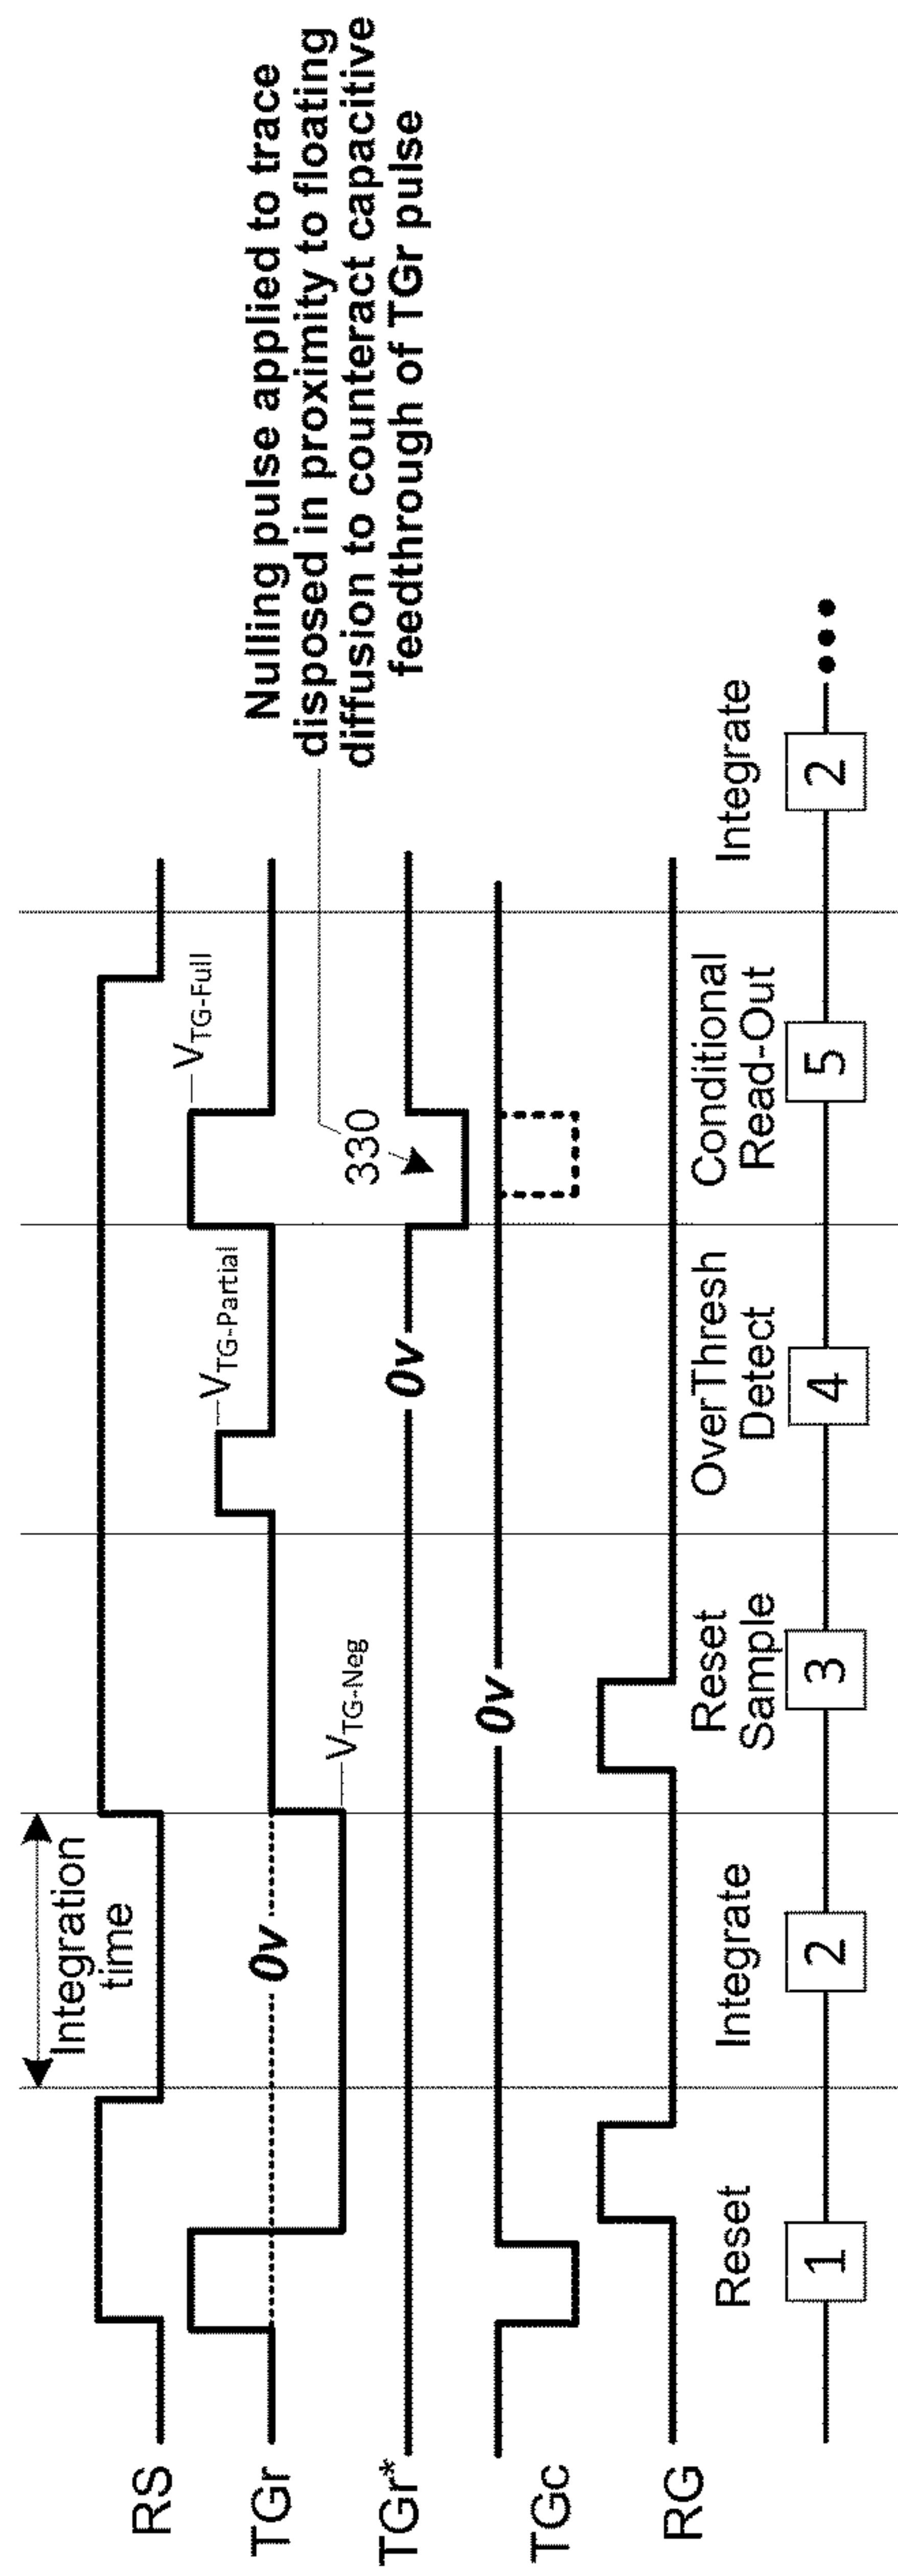 Integration
time
RS
TGr
0v
VTG-Neg
VTG-Partial
VTG-Full
330
Nulling pulse applied to trace
disposed in proximity to floating
diffusion to counteract capacitive
feedthrough of TGr pulse
TGr*
0v
TGc
0v
RG
Reset
Integrate
Reset
Sample
OverThresh
Detect
Conditional
Read-Out
Integrate
1
2
3
4
5
2